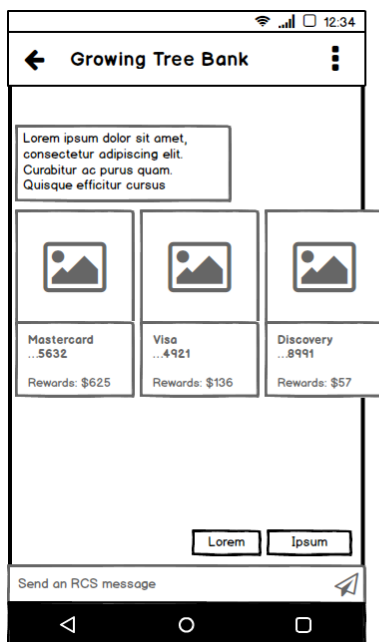 12:34
Growing Tree Bank
Lorem ipsum dolor sit amet,
consectetur adipiscing elit.
Curabitur ac purus quam.
Quisque efficitur cursus
Mastercard
...5632
Rewards: $625
Visa
...4921
Rewards: $136
Discovery
...8991
Rewards: $57
Lorem
Ipsum
Send an RCS message